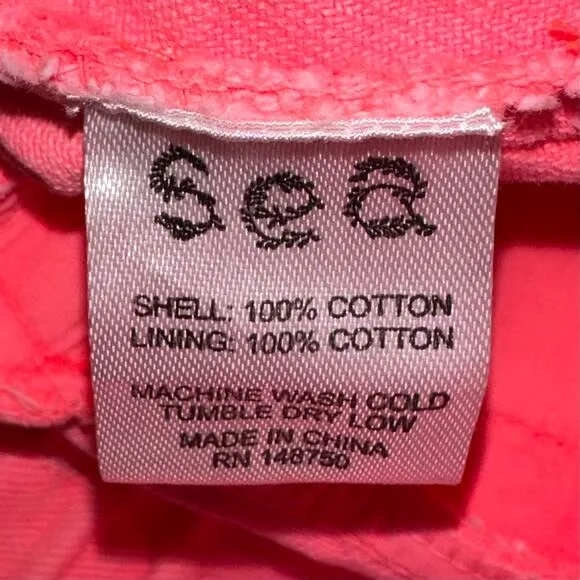 Sea
SHELL: 100% COTTON
LINING: 100% COTTON
MACHINE WASH COLD
TUMBLE DRY LOW
MADE IN CHINA
RN 148750